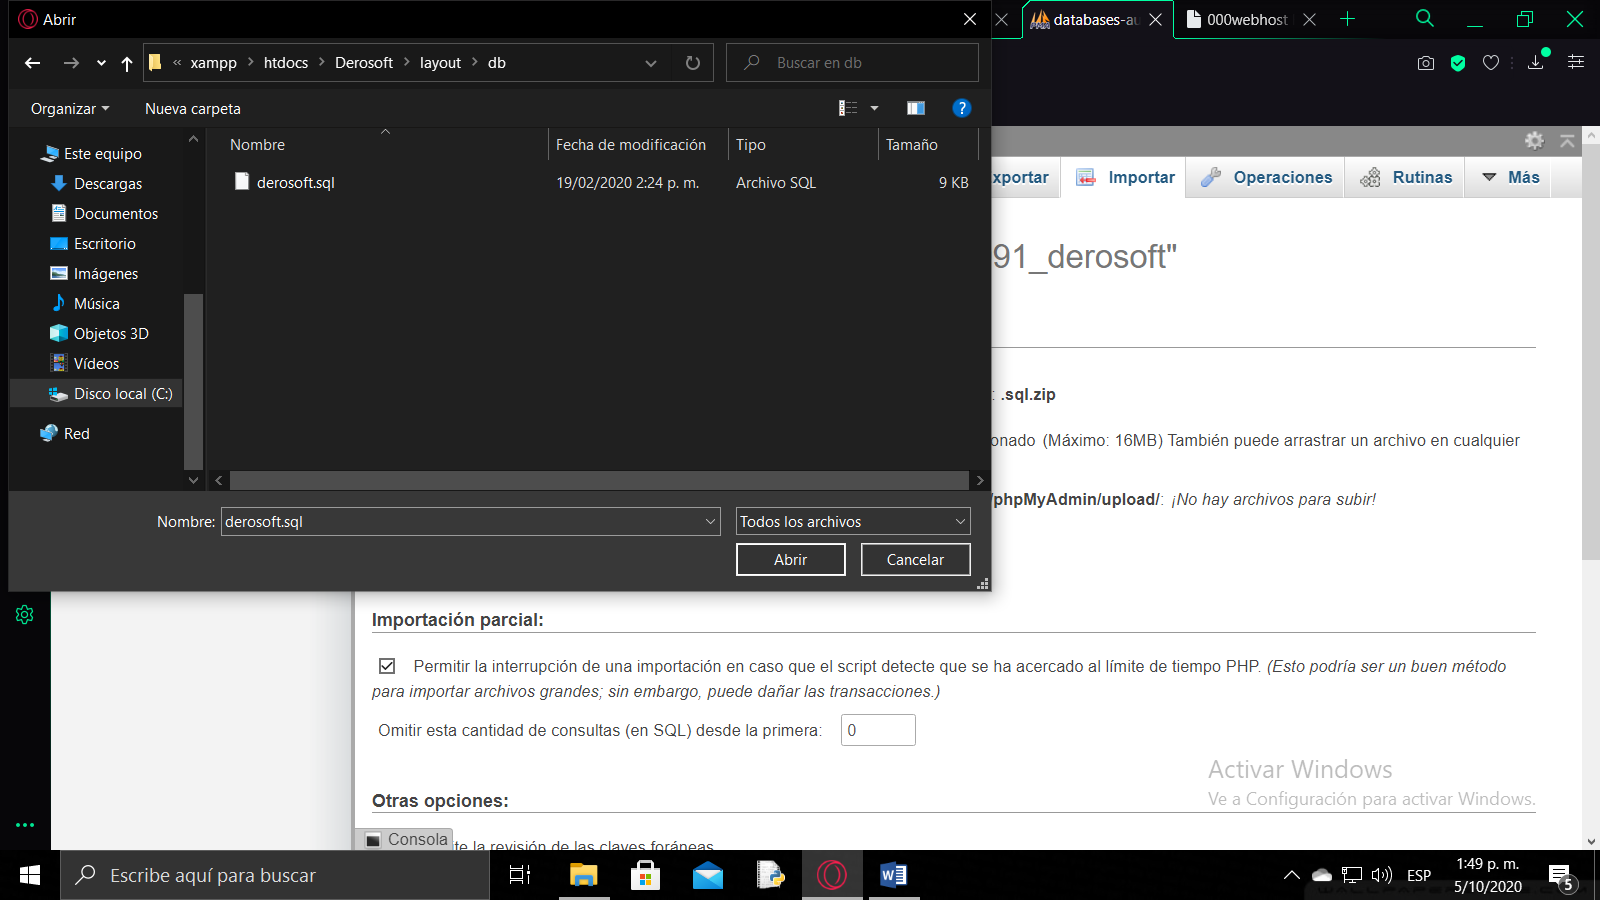 Abrir
databases-au
000webhost
« xampp > htdocs > Derosoft > layout > db
Buscar en db
Organizar
Nueva carpeta
Nombre
Fecha de modificación
Tipo
Tamaño
derosoft.sql
19/02/2020 2:24 p. m.
Archivo SQL
9 KB
Este equipo
Descargas
Documentos
Escritorio
Imágenes
Música
Objetos 3D
Vídeos
Disco local (C:)
Red
Nombre: derosoft.sql
Todos los archivos
Abrir
Cancelar
xportar
Importar
Operaciones
Rutinas
Más
91_derosoft"
: .sql.zip
onado (Máximo: 16MB) También puede arrastrar un archivo en cualquier
/phpMyAdmin/upload/: ¡No hay archivos para subir!
Importación parcial:
Permitir la interrupción de una importación en caso que el script detecte que se ha acercado al límite de tiempo PHP. (Esto podría ser un buen método
para importar archivos grandes; sin embargo, puede dañar las transacciones.)
Omitir esta cantidad de consultas (en SQL) desde la primera: 0
Activar Windows
Ve a Configuración para activar Windows.
Otras opciones:
Consola
te la revisión de las claves foráneas
Escribe aquí para buscar
ESP
1:49 p. m.
5/10/2020
5